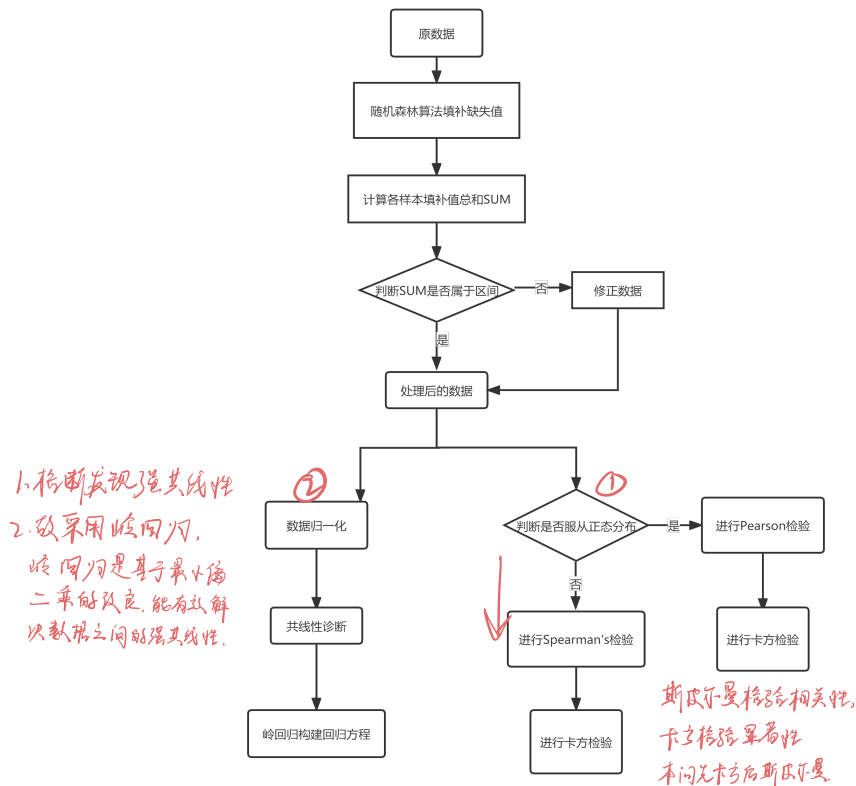 原数据
随机森林算法填补缺失值
计算各样本填补值总和SUM
判断SUM是否属于区间
否
修正数据
是
处理后的数据
②
①
1.检断发现强共线性
2.故采用岭回归.
岭回归是基于最小偏
二乘的改良,能有效解
决数据之间的强共线性.
数据归一化
共线性诊断
岭回归构建回归方程
判断是否服从正态分布
是
进行Pearson检验
否
进行Spearman's检验
进行卡方检验
进行卡方检验
斯皮尔曼检验相关性,
卡方检验显著性
本问先卡方后斯皮尔曼.